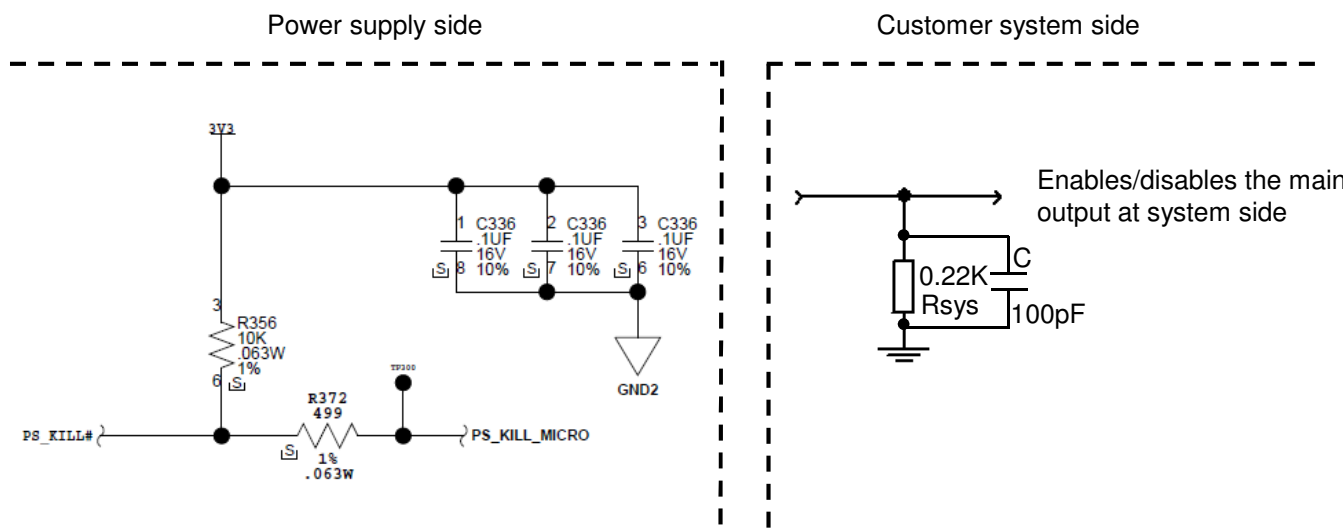 Power supply side
Customer system side
3V3
1 C336
.1UF
16V
S 8 10%
2 C336
.1UF
16V
S 7 10%
3 C336
.1UF
16V
S 6 10%
GND2
3
R356
10K
.063W
1%
6 S
TP300
R372
499
PS_KILL#
PS_KILL_MICRO
S 1%
.063W
Enables/disables the main
output at system side
C
0.22K
Rsys
100pF